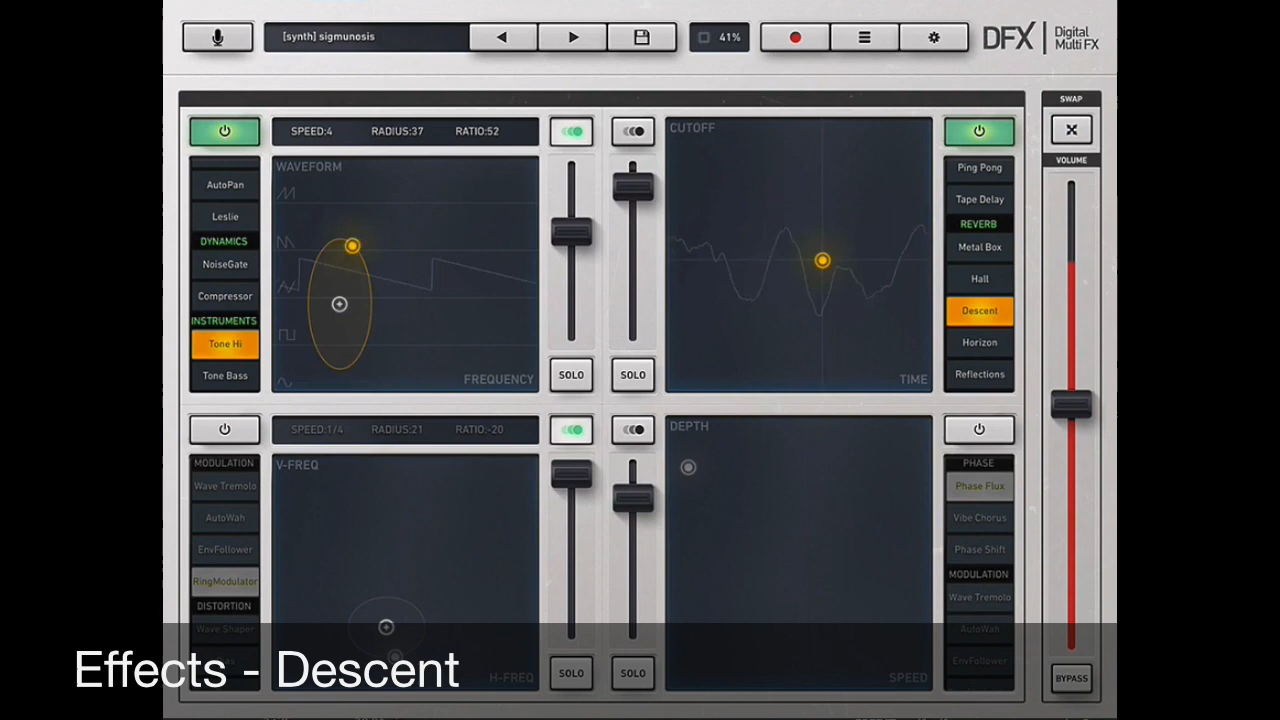 [synth] sigmunosis
41%
DFX
Digital
Multi FX
SWAP
VOLUME
BYPASS
SPEED:4 RADIUS:37 RATIO:52
WAVEFORM
FREQUENCY
AutoPan
Leslie
DYNAMICS
NoiseGate
Compressor
INSTRUMENTS
Tone Hi
Tone Bass
SOLO
SOLO
CUTOFF
TIME
Ping Pong
Tape Delay
REVERB
Metal Box
Hall
Descent
Horizon
Reflections
SPEED:1/4 RADIUS:21 RATIO:-20
V-FREQ
H-FREQ
MODULATION
Wave Tremolo
AutoWah
EnvFollower
RingModulator
DISTORTION
Wave Shaper
SOLO
SOLO
DEPTH
SPEED
PHASE
Phase Flux
Vibe Chorus
Phase Shift
MODULATION
Wave Tremolo
AutoWah
EnvFollower
Effects - Descent